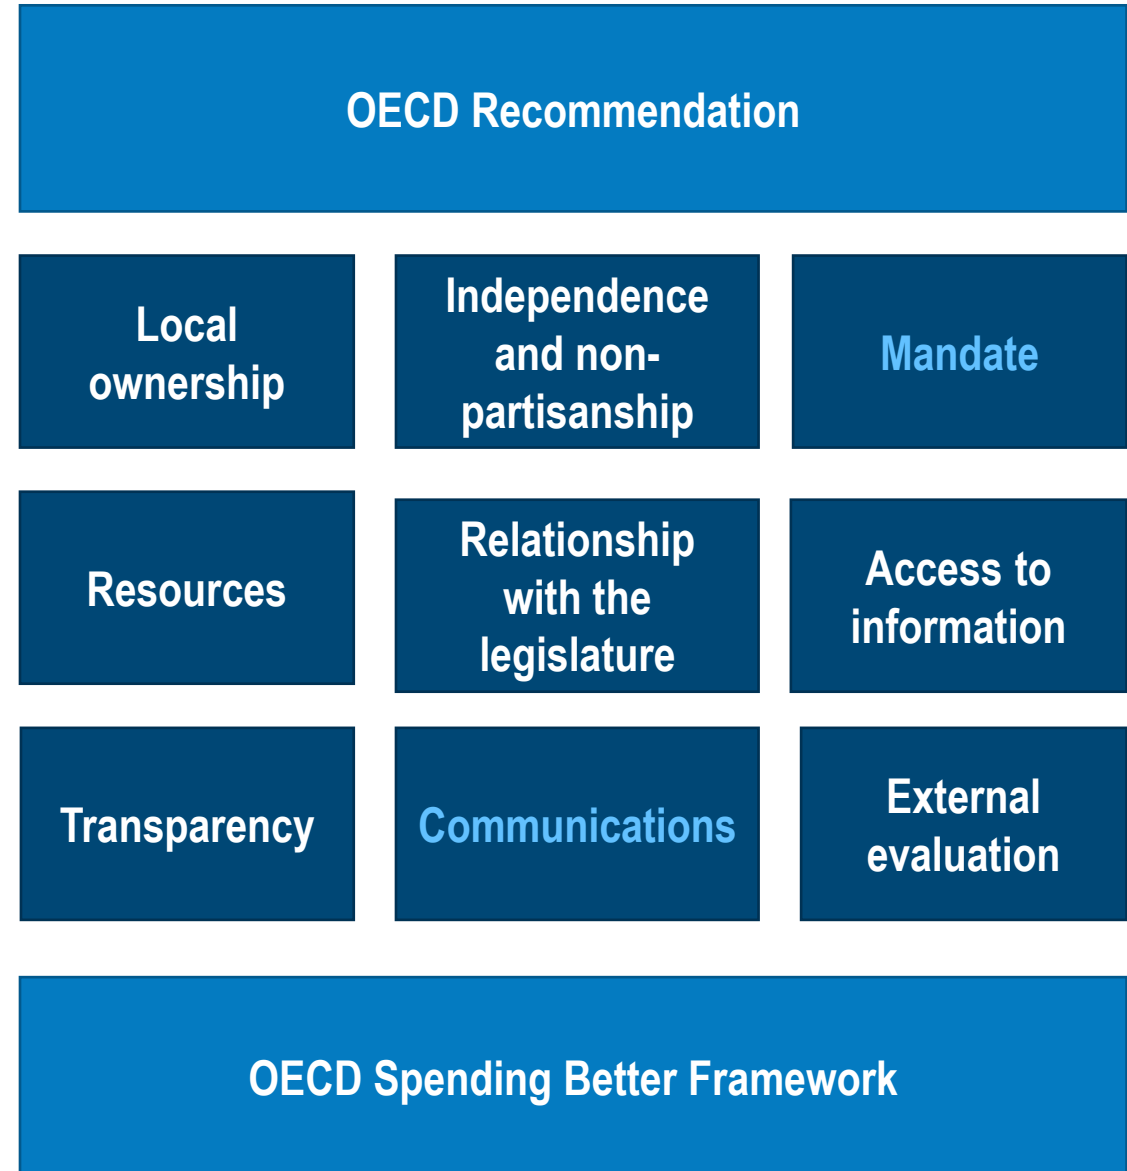 OECD Recommendation
Local
ownership
Independence
and non-
partisanship
Mandate
Resources
Relationship
with the
legislature
Access to
information
Transparency
Communications
External
evaluation
OECD Spending Better Framework